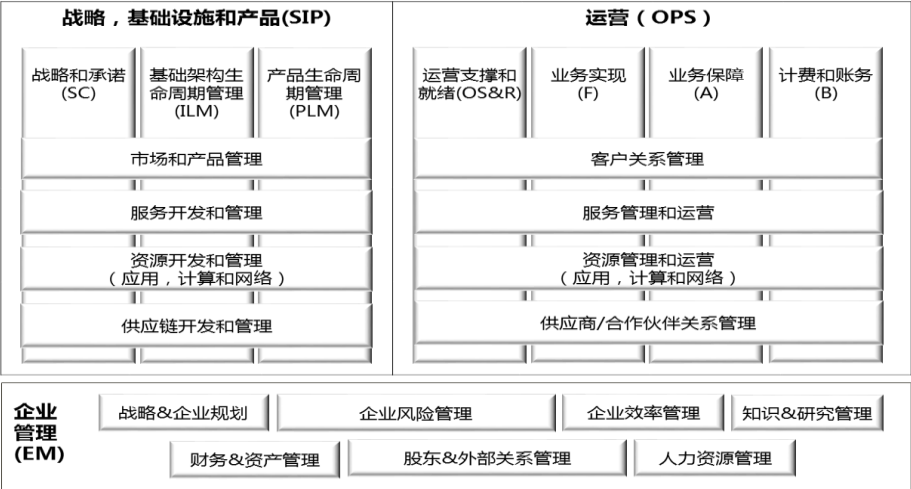 战略，基础设施和产品(SIP)
运营（OPS）
战略和承诺
(SC)
基础架构生
命周期管理
(ILM)
产品生命周
期管理
(PLM)
运营支撑和
就绪(OS&R)
业务实现
(F)
业务保障
(A)
计费和账务
(B)
市场和产品管理
客户关系管理
服务开发和管理
服务管理和运营
资源开发和管理
（应用，计算和网络）
资源管理和运营
（应用，计算和网络）
供应链开发和管理
供应商/合作伙伴关系管理
企业
管理
(EM)
战略&企业规划
企业风险管理
企业效率管理
知识&研究管理
财务&资产管理
股东&外部关系管理
人力资源管理